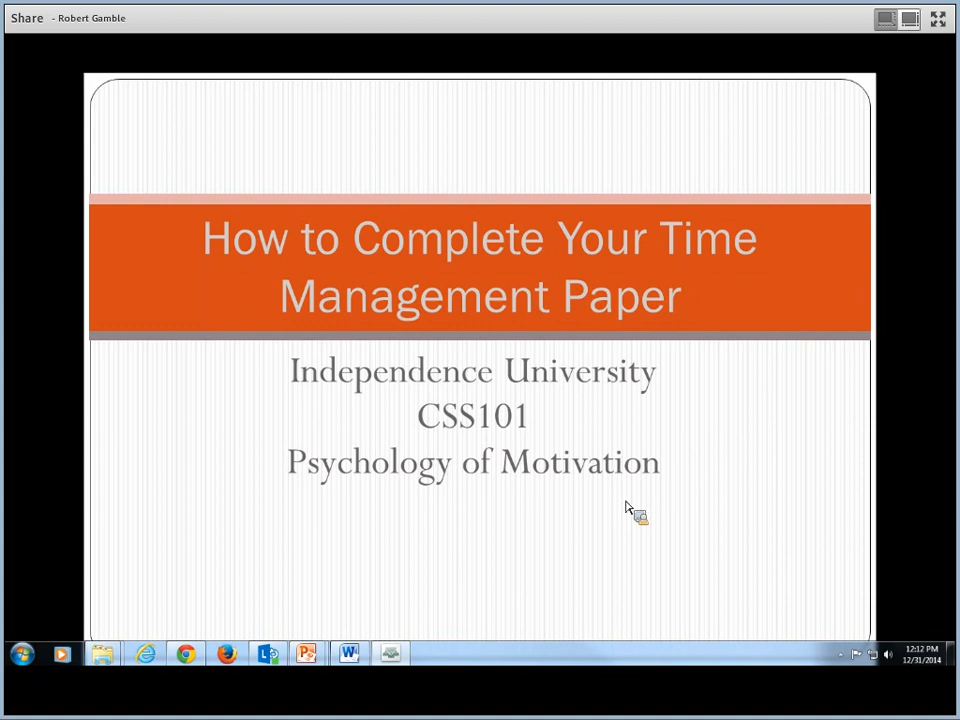 Share - Robert Gamble
How to Complete Your Time
Management Paper
Independence University
CSS101
Psychology of Motivation
12:12 PM
12/31/2014